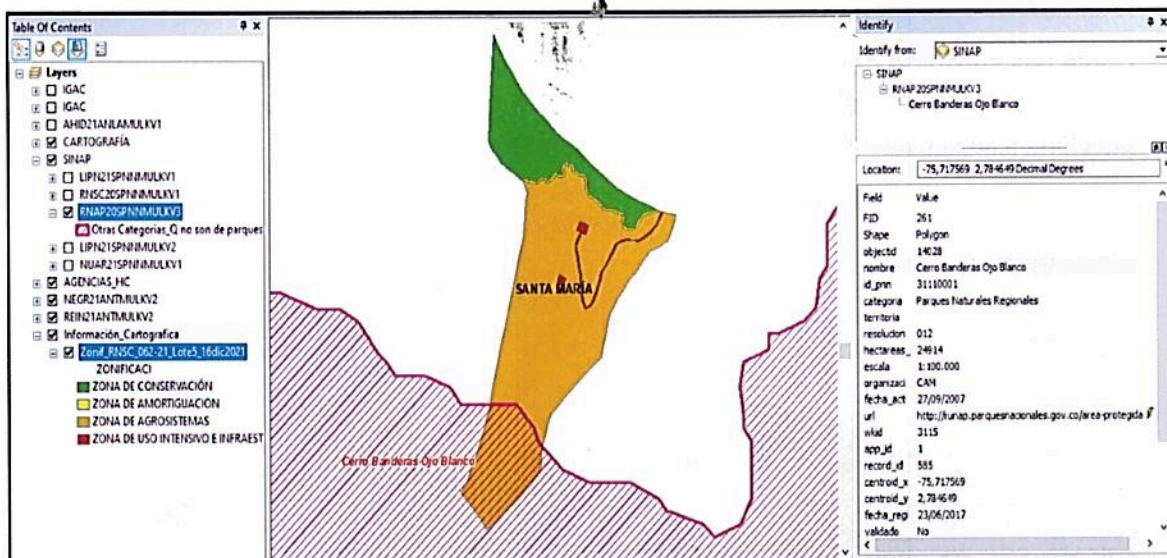 Table Of Contents
Layers
IGAC
IGAC
AHID21ANLAMULKV1
CARTOGRAFÍA
SINAP
LIPN21SPNNMULKV1
RNSC20SPNNMULKV1
RNAP20SPNNMULKV3
Otras Categorias_Q no son de parques
LIPN21SPNNMULKV2
NUAR21SPNNMULKV1
AGENCIAS_HC
NEGR21ANTMULKV2
REIN21ANTMULKV2
Información_Cartografica
Zonif_RNSC_062-21_Lote5_16dic2021
ZONIFICACI
ZONA DE CONSERVACIÓN
ZONA DE AMORTIGUACION
ZONA DE AGROSISTEMAS
ZONA DE USO INTENSIVO E INFRAEST
SANTA MARÍA
Cerro Banderas Ojo Blanco
Identify
Identify from: SINAP
SINAP
RNAP20SPNNMULKV3
Cerro Banderas Ojo Blanco
Location: -75,717569 2,784649 Decimal Degrees
Field Value
FID 261
Shape Polygon
objectid 14028
nombre Cerro Banderas Ojo Blanco
id_pnn 31110001
categoria Parques Naturales Regionales
territoria
resolucion 012
hectareas_ 24914
escala 1:100.000
organizaci CAM
fecha_act 27/09/2007
url http://runap.parquesnacionales.gov.co/area-protegida
wkid 3115
app_id 1
record_id 585
centroid_x -75,717569
centroid_y 2,784649
fecha_reg 23/06/2017
validado No